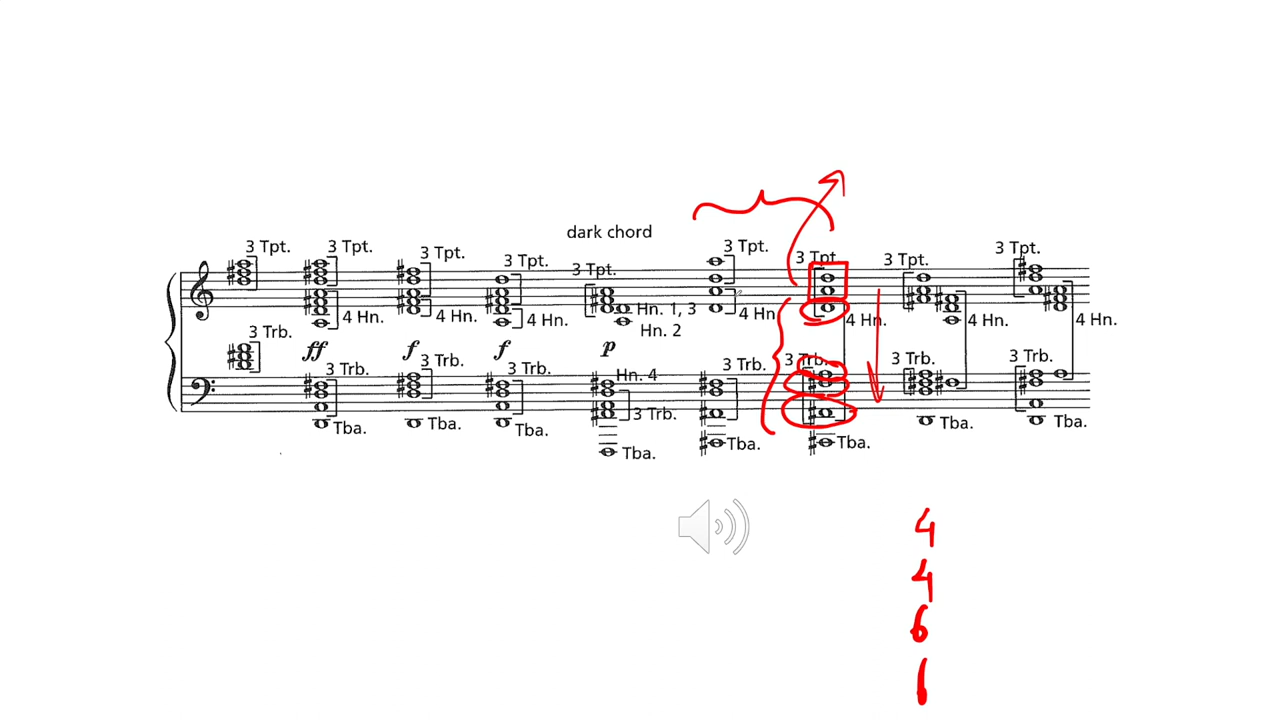 dark chord
3 Tpt. 3 Tpt. 3 Tpt. 3 Tpt. 3 Tpt. 3 Tpt. 3 Tpt. 3 Tpt. 3 Tpt.
4 Hn. 4 Hn. 4 Hn. Hn. 1, 3 4 Hn 4 Hn. 4 Hn. 4 Hn.
Hn. 2
3 Trb. ff f f p
3 Trb. 3 Trb. 3 Trb. Hn. 4 3 Trb. 3 Trb. 3 Trb. 3 Trb.
3 Trb.
Tba. Tba. Tba. Tba. Tba. Tba. Tba. Tba.
4
4
6